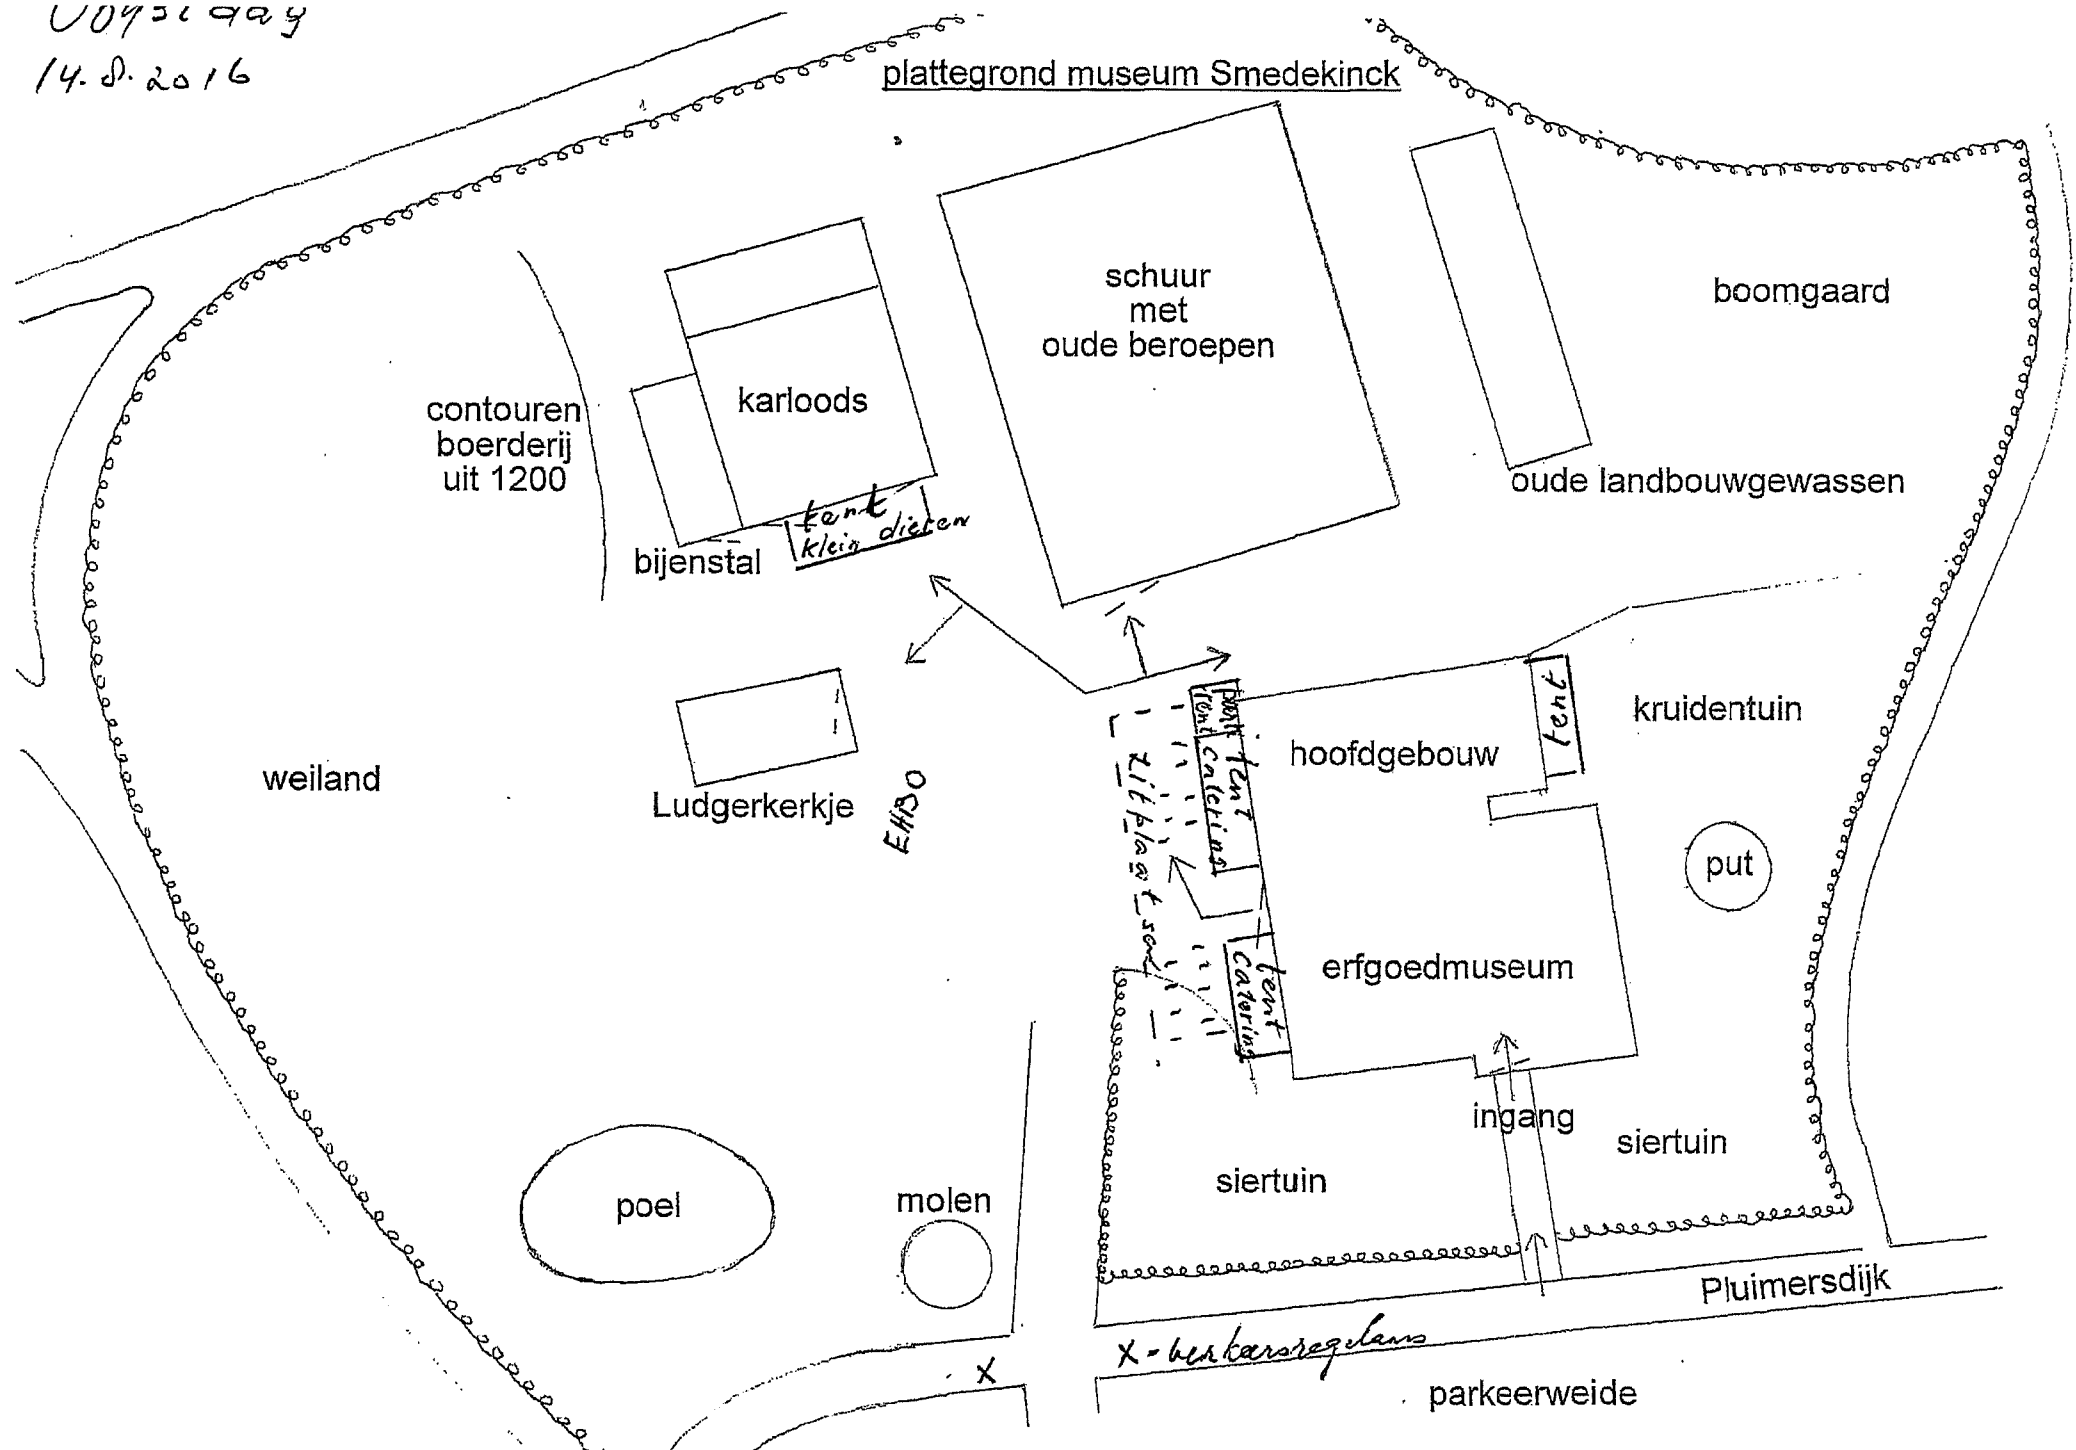 14.8.2016
plattegrond museum Smedekinck
schuur
met
oude beroepen
boomgaard
karloods
contouren
boerderij
uit 1200
oude landbouwgewassen
tent
klein dieren
bijenstal
tent
kruidentuin
hoofdgebouw
tent
catering
zitplaatsen
weiland
Ludgerkerkje
EHBO
put
erfgoedmuseum
tent
catering
ingang
siertuin
siertuin
poel
molen
Pluimersdijk
X - verkeersregelaars
X
parkeerweide